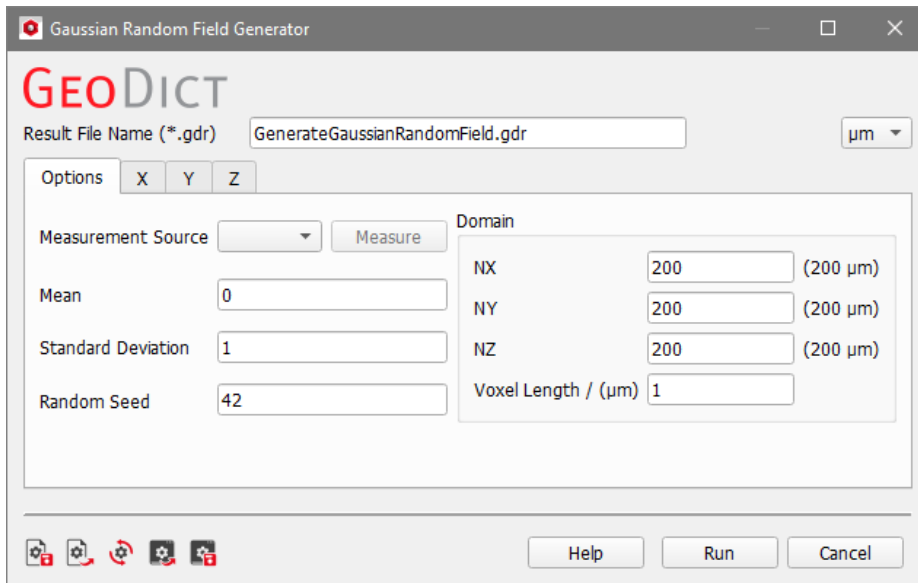 Gaussian Random Field Generator
GEODICT
Result File Name (*.gdr) GenerateGaussianRandomField.gdr µm
Options X Y Z
Measurement Source Measure
Domain
NX 200 (200 µm)
Mean 0
NY 200 (200 µm)
Standard Deviation 1
NZ 200 (200 µm)
Random Seed 42
Voxel Length / (µm) 1
Help Run Cancel